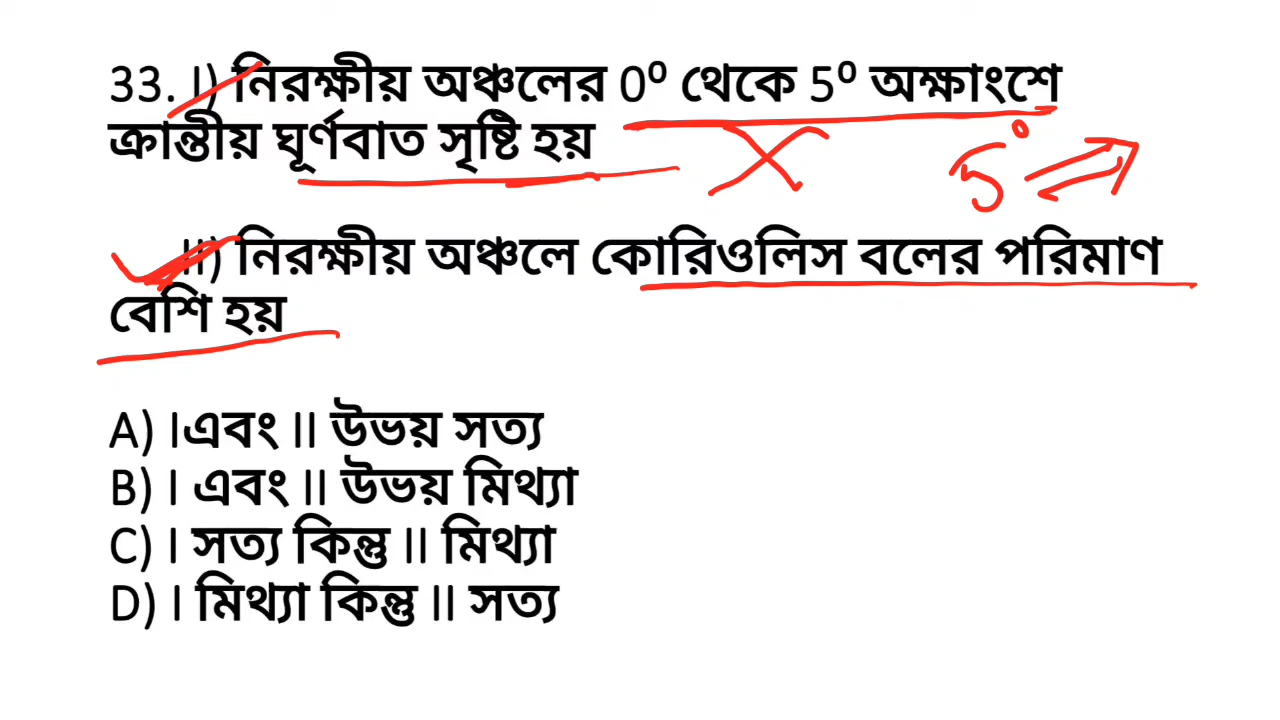 33. I) নিরক্ষীয় অঞ্চলের 0⁰ থেকে 5⁰ অক্ষাংশে
ক্রান্তীয় ঘূর্ণবাত সৃষ্টি হয়
5°
II) নিরক্ষীয় অঞ্চলে কোরিওলিস বলের পরিমাণ
বেশি হয়
A) Iএবং II উভয় সত্য
B) I এবং II উভয় মিথ্যা
C) I সত্য কিন্তু II মিথ্যা
D) I মিথ্যা কিন্তু II সত্য